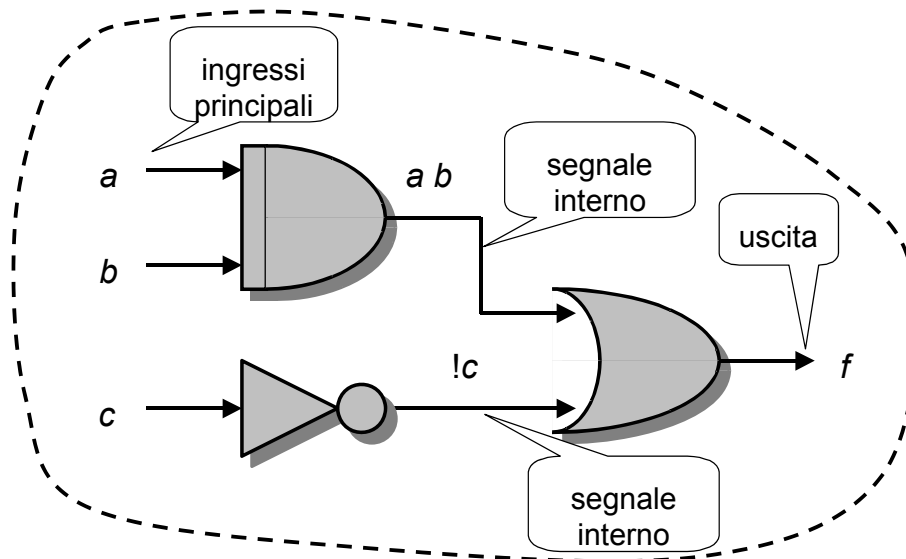 ingressi
principali
a
a b
segnale
interno
b
uscita
!c
f
c
segnale
interno